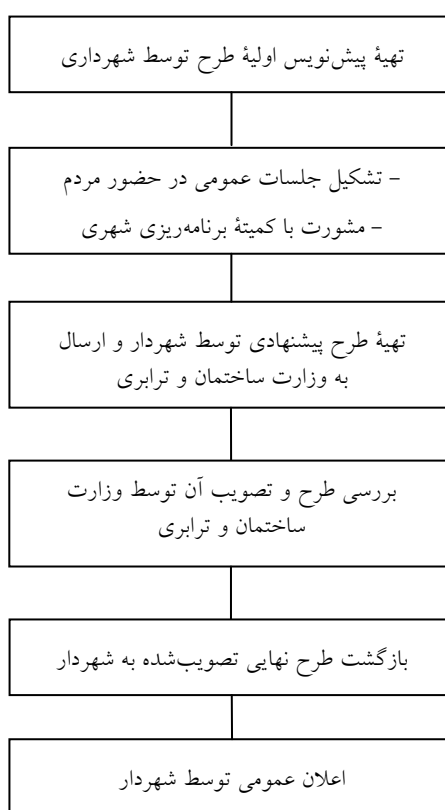 تهیهٔ پیش‌نویس اولیهٔ طرح توسط شهرداری
– تشکیل جلسات عمومی در حضور مردم
– مشورت با کمیتهٔ برنامه‌ریزی شهری
تهیهٔ طرح پیشنهادی توسط شهردار و ارسال
به وزارت ساختمان و ترابری
بررسی طرح و تصویب آن توسط وزارت
ساختمان و ترابری
بازگشت طرح نهایی تصویب‌شده به شهردار
اعلان عمومی توسط شهردار